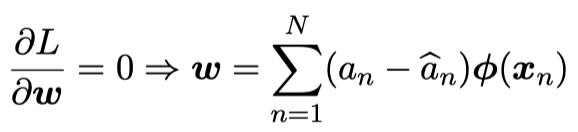 ∂L/∂𝒘 = 0 ⇒ 𝒘 = ∑_{n=1}^{N} (a_n − â_n)ϕ(𝒙_n)